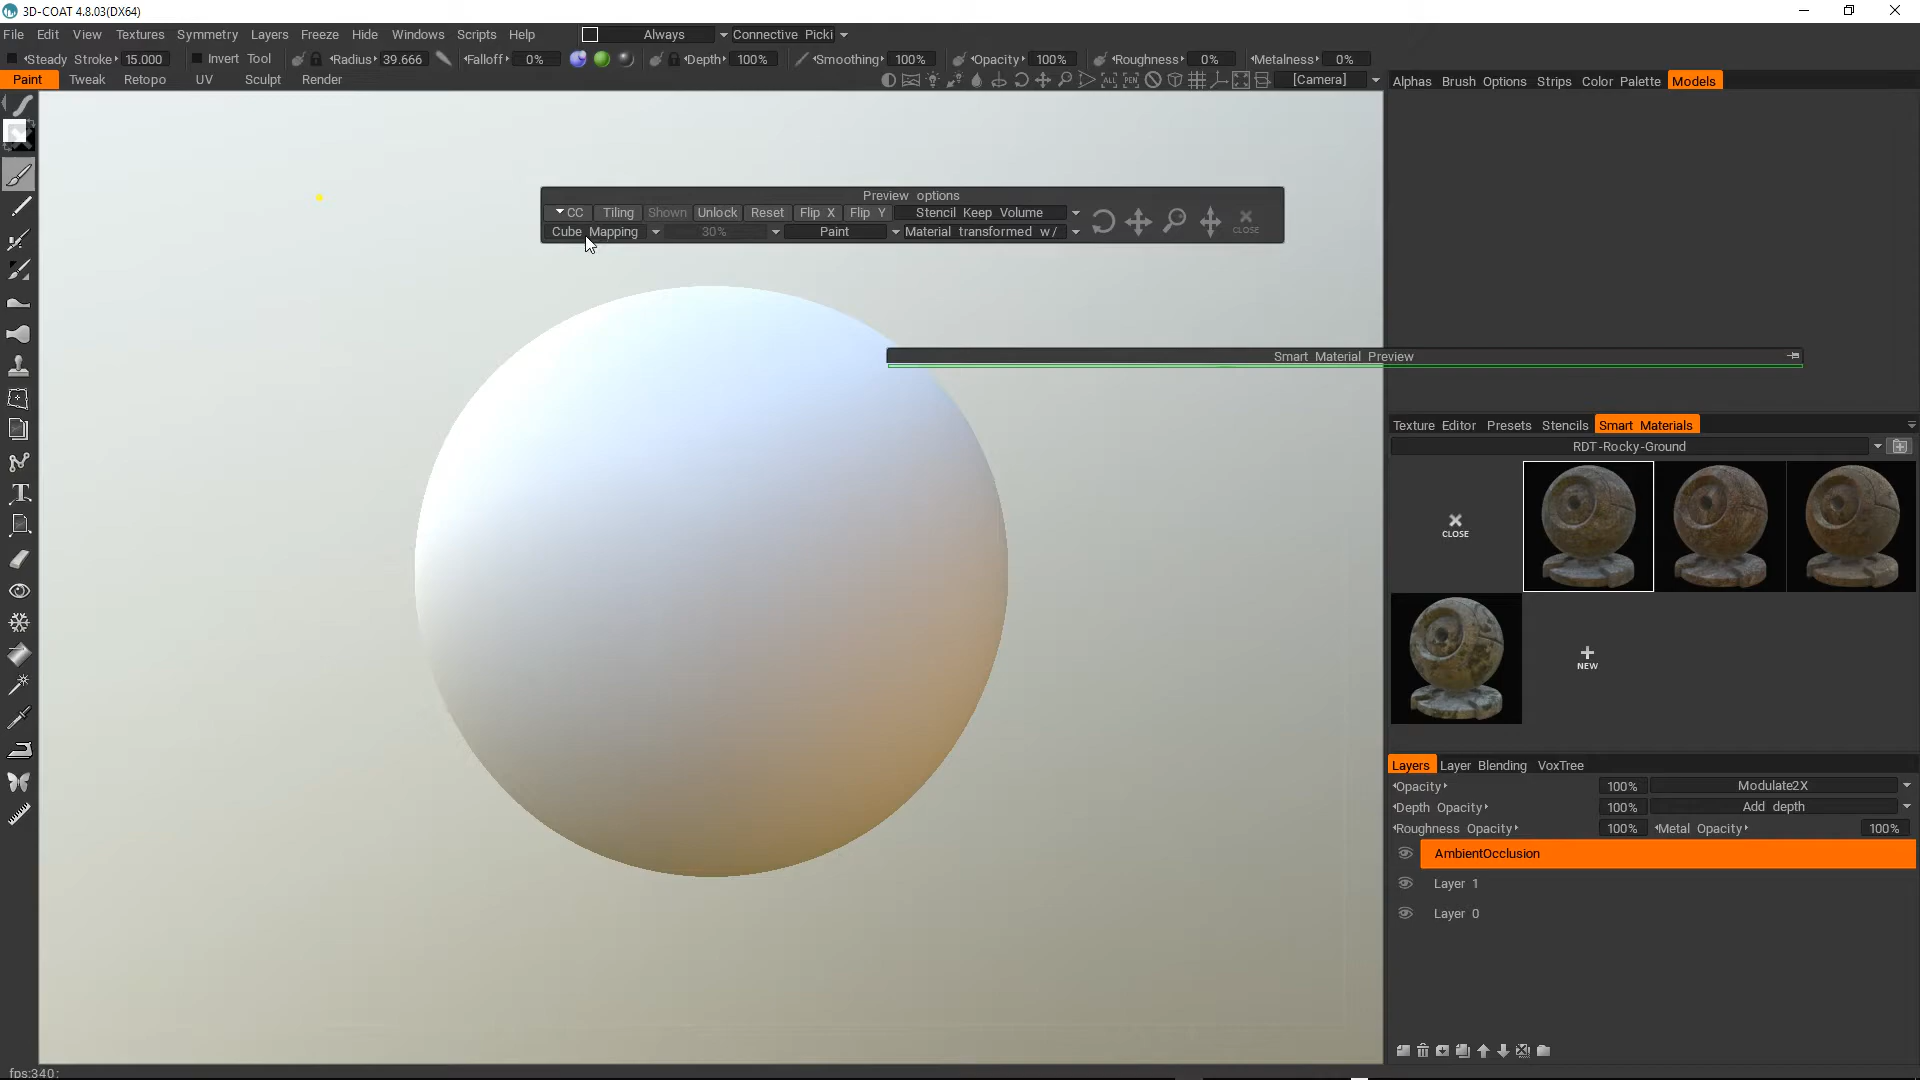 3D-COAT 4.8.03(DX64)
File Edit View Textures Symmetry Layers Freeze Hide Windows Scripts Help Always Connective Picki
Steady Stroke 15.000 Invert Tool Radius 39.666 Falloff 0% Depth 100% Smoothing 100% Opacity 100% Roughness 0% Metalness 0%
Paint Tweak Retopo UV Sculpt Render ALL PEN [Camera]
Alphas Brush Options Strips Color Palette Models
Preview options
CC Tiling Shown Unlock Reset Flip X Flip Y Stencil Keep Volume
Cube Mapping 30% Paint Material transformed w/ CLOSE
Smart Material Preview
Texture Editor Presets Stencils Smart Materials
RDT-Rocky-Ground
CLOSE
NEW
Layers Layer Blending VoxTree
Opacity 100% Modulate2X
Depth Opacity 100% Add depth
Roughness Opacity 100% Metal Opacity 100%
AmbientOcclusion
Layer 1
Layer 0
fps:340: